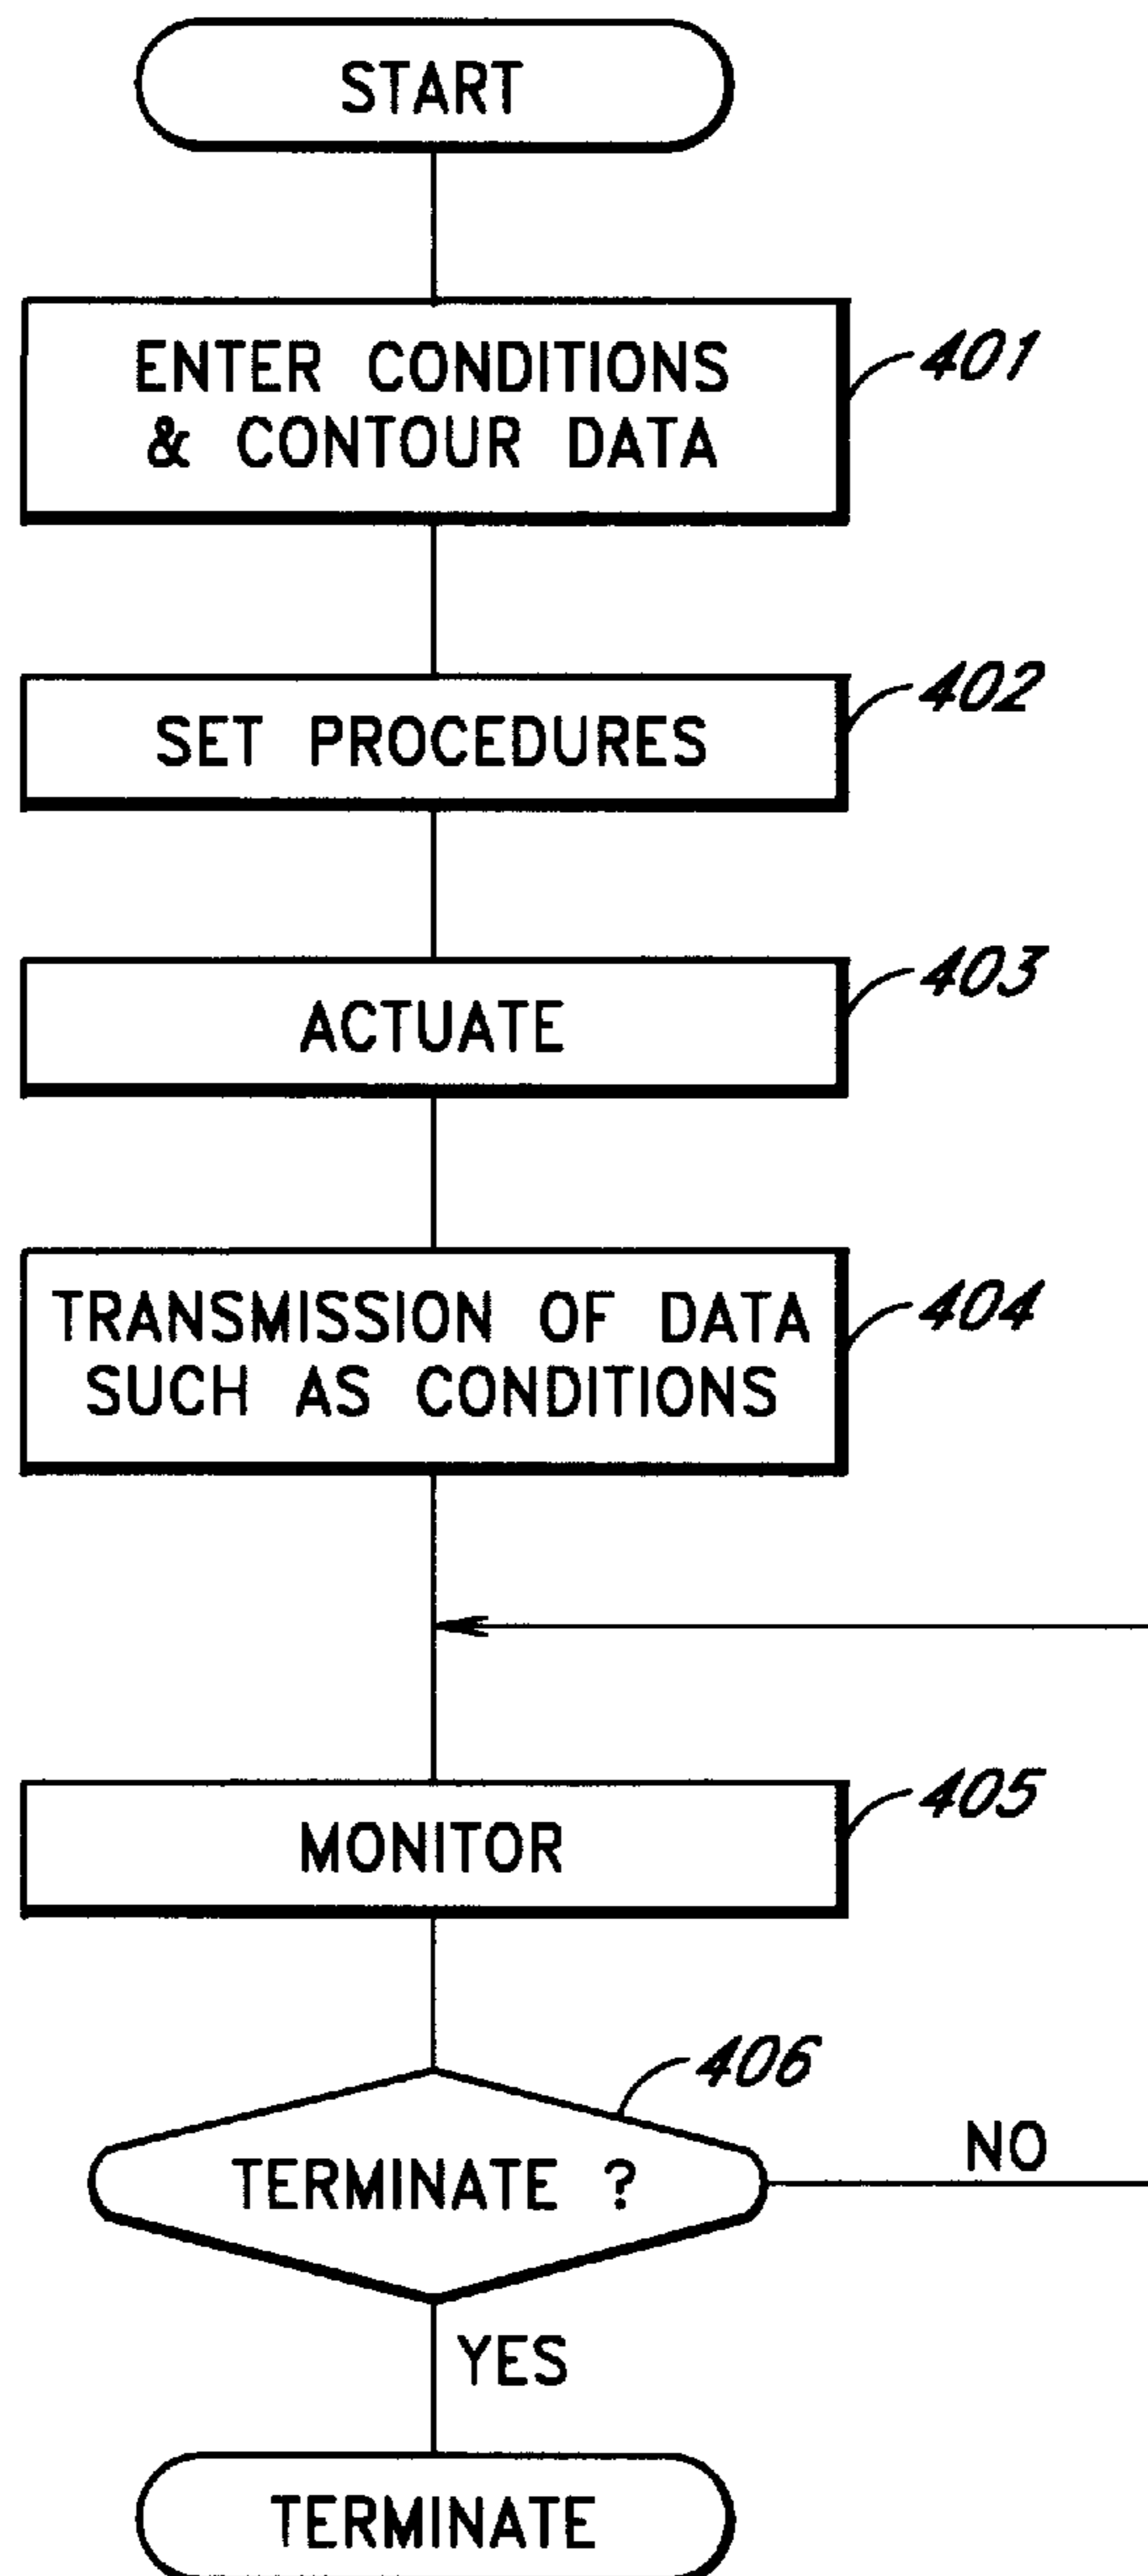 START
ENTER CONDITIONS
& CONTOUR DATA
401
SET PROCEDURES
402
ACTUATE
403
TRANSMISSION OF DATA
SUCH AS CONDITIONS
404
MONITOR
405
406
TERMINATE ?
NO
YES
TERMINATE